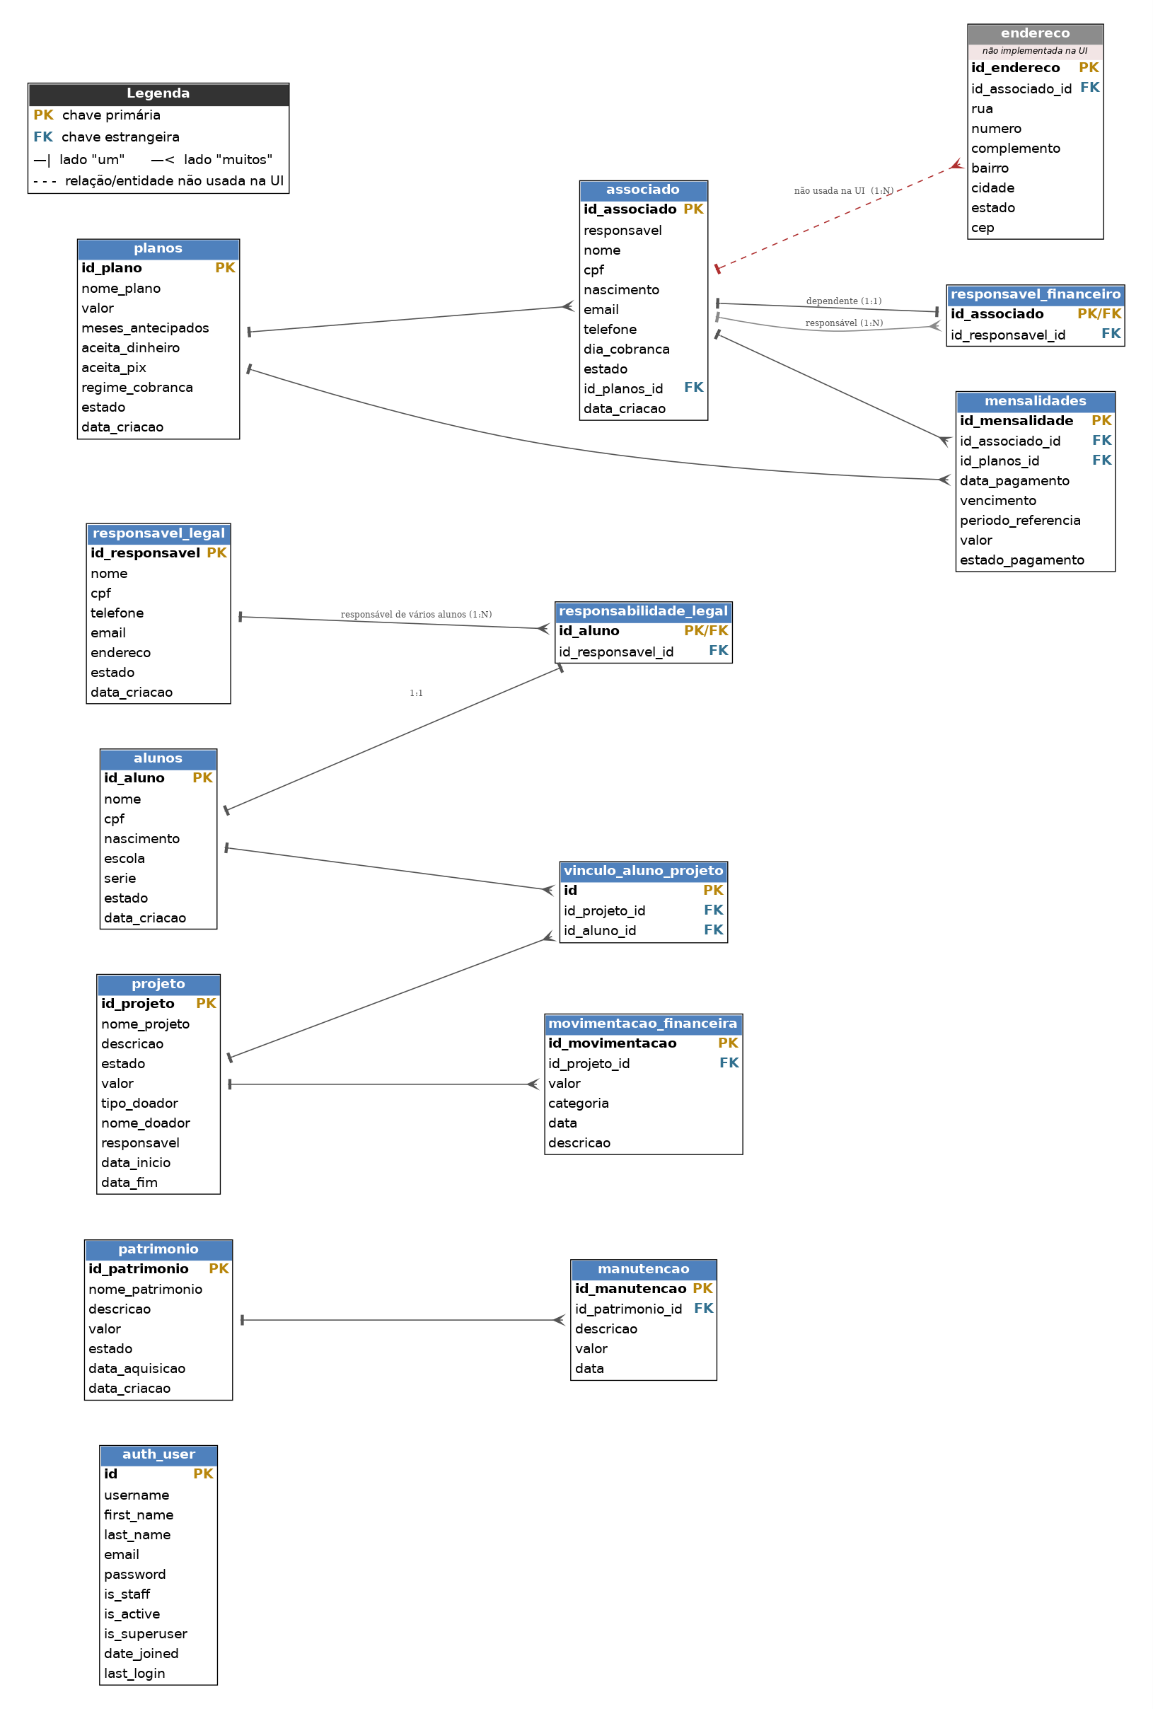 Legenda
PK chave primária
FK chave estrangeira
—| lado "um" —< lado "muitos"
- - - relação/entidade não usada na UI
endereco
não implementada na UI
id_endereco PK
id_associado_id FK
rua
numero
complemento
bairro
cidade
estado
cep
associado
id_associado PK
responsavel
nome
cpf
nascimento
email
telefone
dia_cobranca
estado
id_planos_id FK
data_criacao
não usada na UI (1:N)
dependente (1:1)
responsável (1:N)
planos
id_plano PK
nome_plano
valor
meses_antecipados
aceita_dinheiro
aceita_pix
regime_cobranca
estado
data_criacao
responsavel_financeiro
id_associado PK/FK
id_responsavel_id FK
mensalidades
id_mensalidade PK
id_associado_id FK
id_planos_id FK
data_pagamento
vencimento
periodo_referencia
valor
estado_pagamento
responsavel_legal
id_responsavel PK
nome
cpf
telefone
email
endereco
estado
data_criacao
responsável de vários alunos (1:N)
responsabilidade_legal
id_aluno PK/FK
id_responsavel_id FK
1:1
alunos
id_aluno PK
nome
cpf
nascimento
escola
serie
estado
data_criacao
vinculo_aluno_projeto
id PK
id_projeto_id FK
id_aluno_id FK
projeto
id_projeto PK
nome_projeto
descricao
estado
valor
tipo_doador
nome_doador
responsavel
data_inicio
data_fim
movimentacao_financeira
id_movimentacao PK
id_projeto_id FK
valor
categoria
data
descricao
patrimonio
id_patrimonio PK
nome_patrimonio
descricao
valor
estado
data_aquisicao
data_criacao
manutencao
id_manutencao PK
id_patrimonio_id FK
descricao
valor
data
auth_user
id PK
username
first_name
last_name
email
password
is_staff
is_active
is_superuser
date_joined
last_login